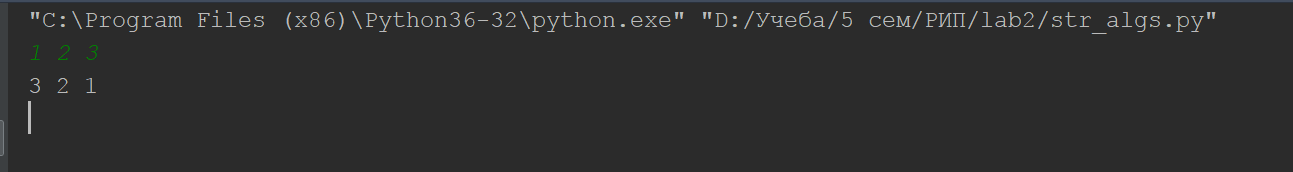 "C:\Program Files (x86)\Python36-32\python.exe" "D:/Учеба/5 сем/РИП/lab2/str_algs.py"
1 2 3
3 2 1